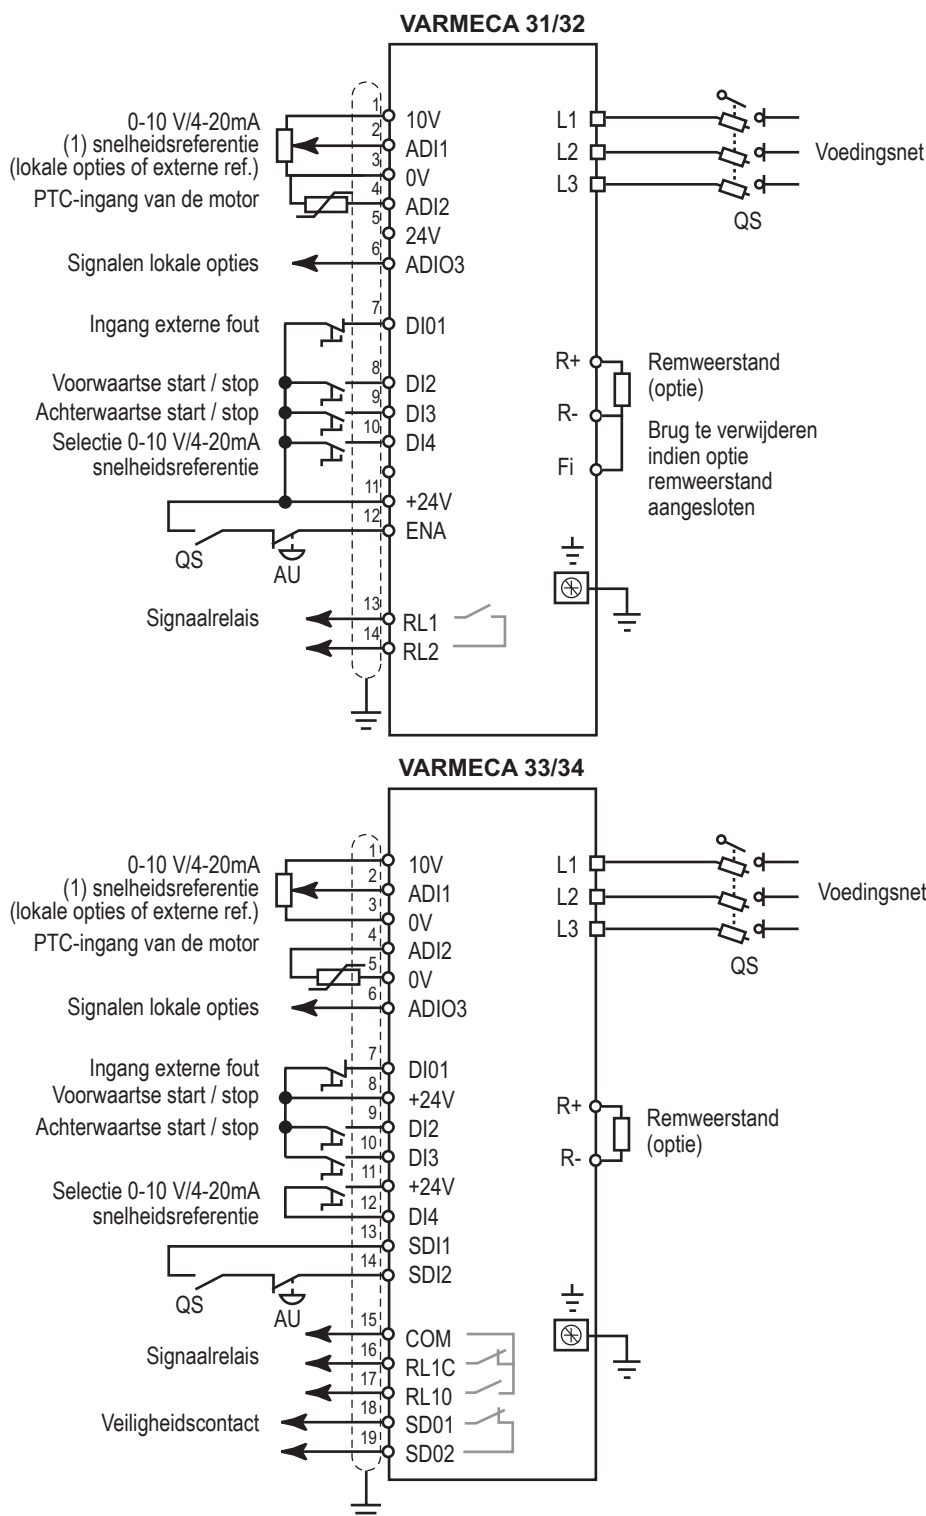 VARMECA 31/32
0-10 V/4-20mA
(1) snelheidsreferentie
(lokale opties of externe ref.)
PTC-ingang van de motor
Signalen lokale opties
Ingang externe fout
Voorwaartse start / stop
Achterwaartse start / stop
Selectie 0-10 V/4-20mA
snelheidsreferentie
QS
AU
Signaalrelais
1
2
3
4
5
6
7
8
9
10
11
12
13
14
10V
ADI1
0V
ADI2
24V
ADIO3
DI01
DI2
DI3
DI4
+24V
ENA
RL1
RL2
L1
L2
L3
QS
Voedingsnet
R+
R-
Fi
Remweerstand
(optie)
Brug te verwijderen
indien optie
remweerstand
aangesloten
VARMECA 33/34
0-10 V/4-20mA
(1) snelheidsreferentie
(lokale opties of externe ref.)
PTC-ingang van de motor
Signalen lokale opties
Ingang externe fout
Voorwaartse start / stop
Achterwaartse start / stop
Selectie 0-10 V/4-20mA
snelheidsreferentie
QS
AU
Signaalrelais
Veiligheidscontact
1
2
3
4
5
6
7
8
9
10
11
12
13
14
15
16
17
18
19
10V
ADI1
0V
ADI2
0V
ADIO3
DI01
+24V
DI2
DI3
+24V
DI4
SDI1
SDI2
COM
RL1C
RL10
SD01
SD02
L1
L2
L3
QS
Voedingsnet
R+
R-
Remweerstand
(optie)